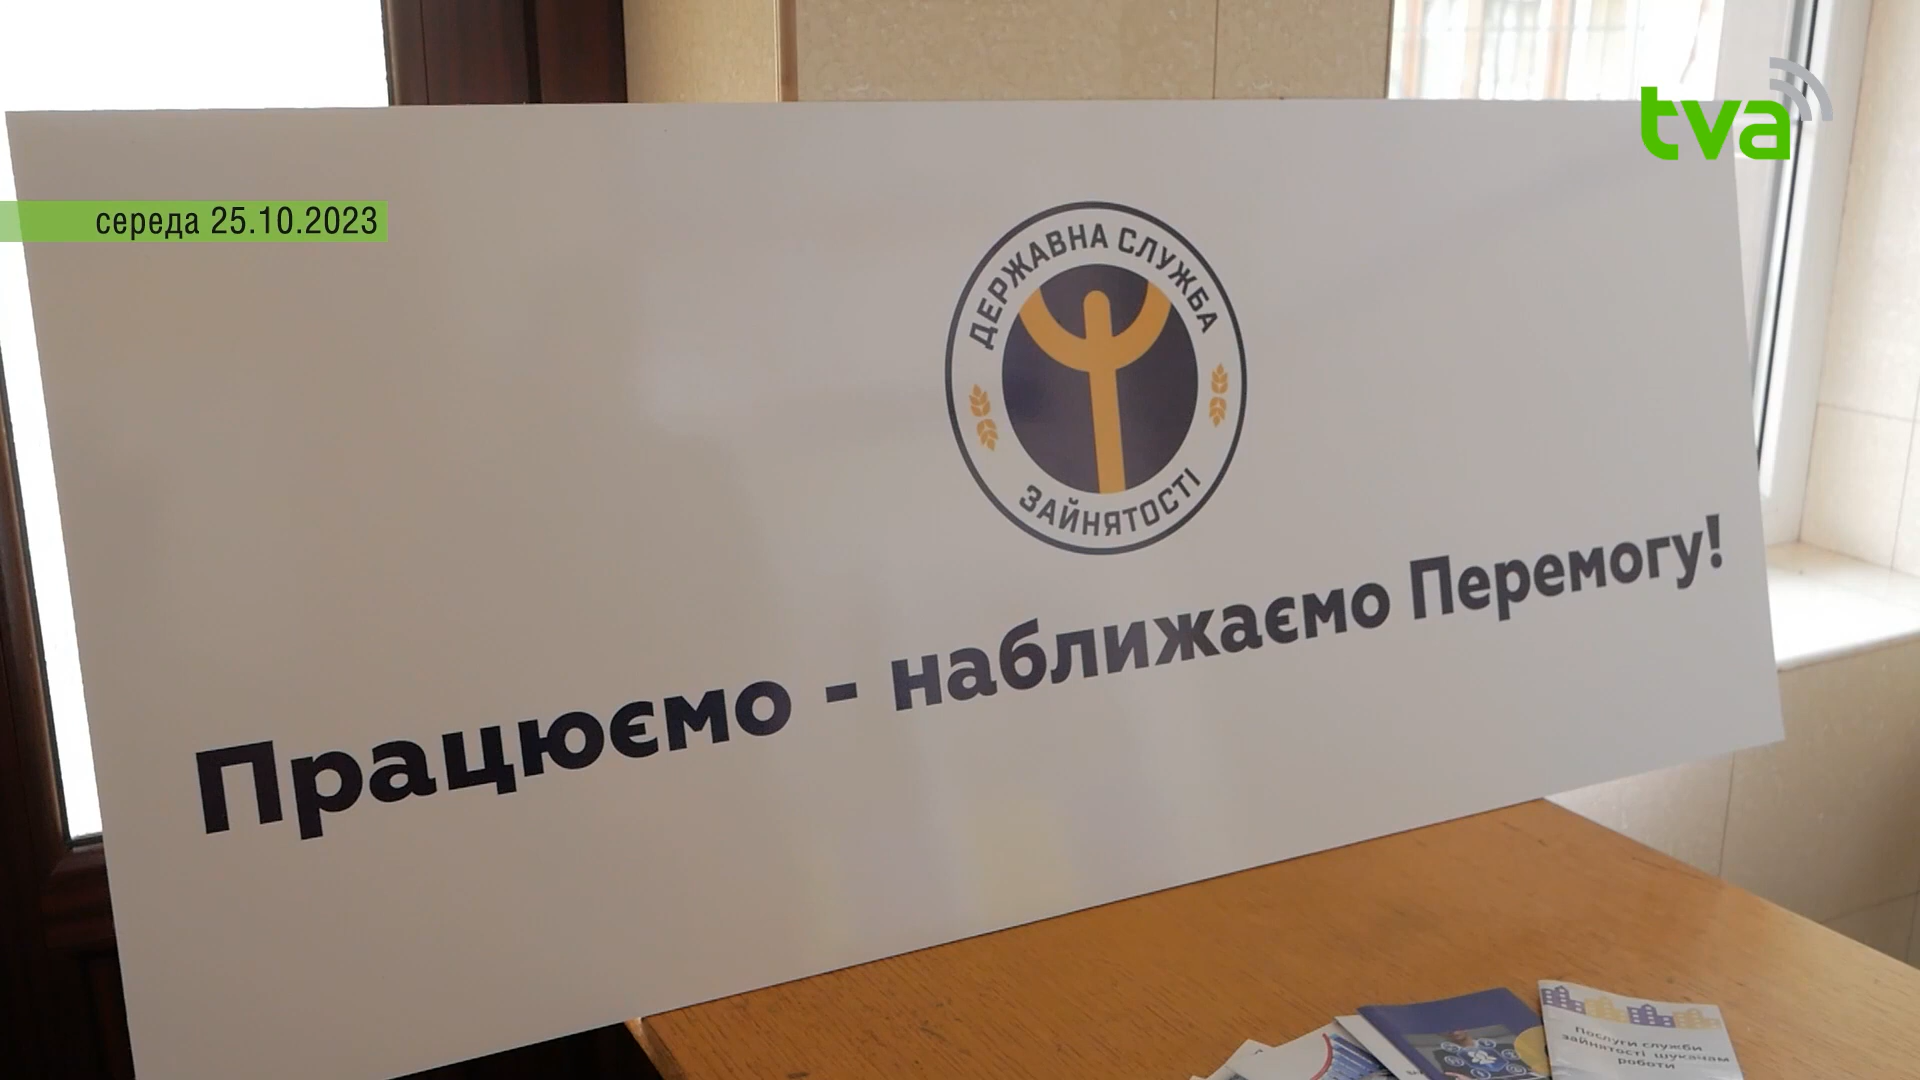 tva
середа 25.10.2023
ДЕРЖАВНА СЛУЖБА
ЗАЙНЯТОСТІ
Працюємо - наближаємо Перемогу!
Послуги служби
зайнятості шукачам
роботи